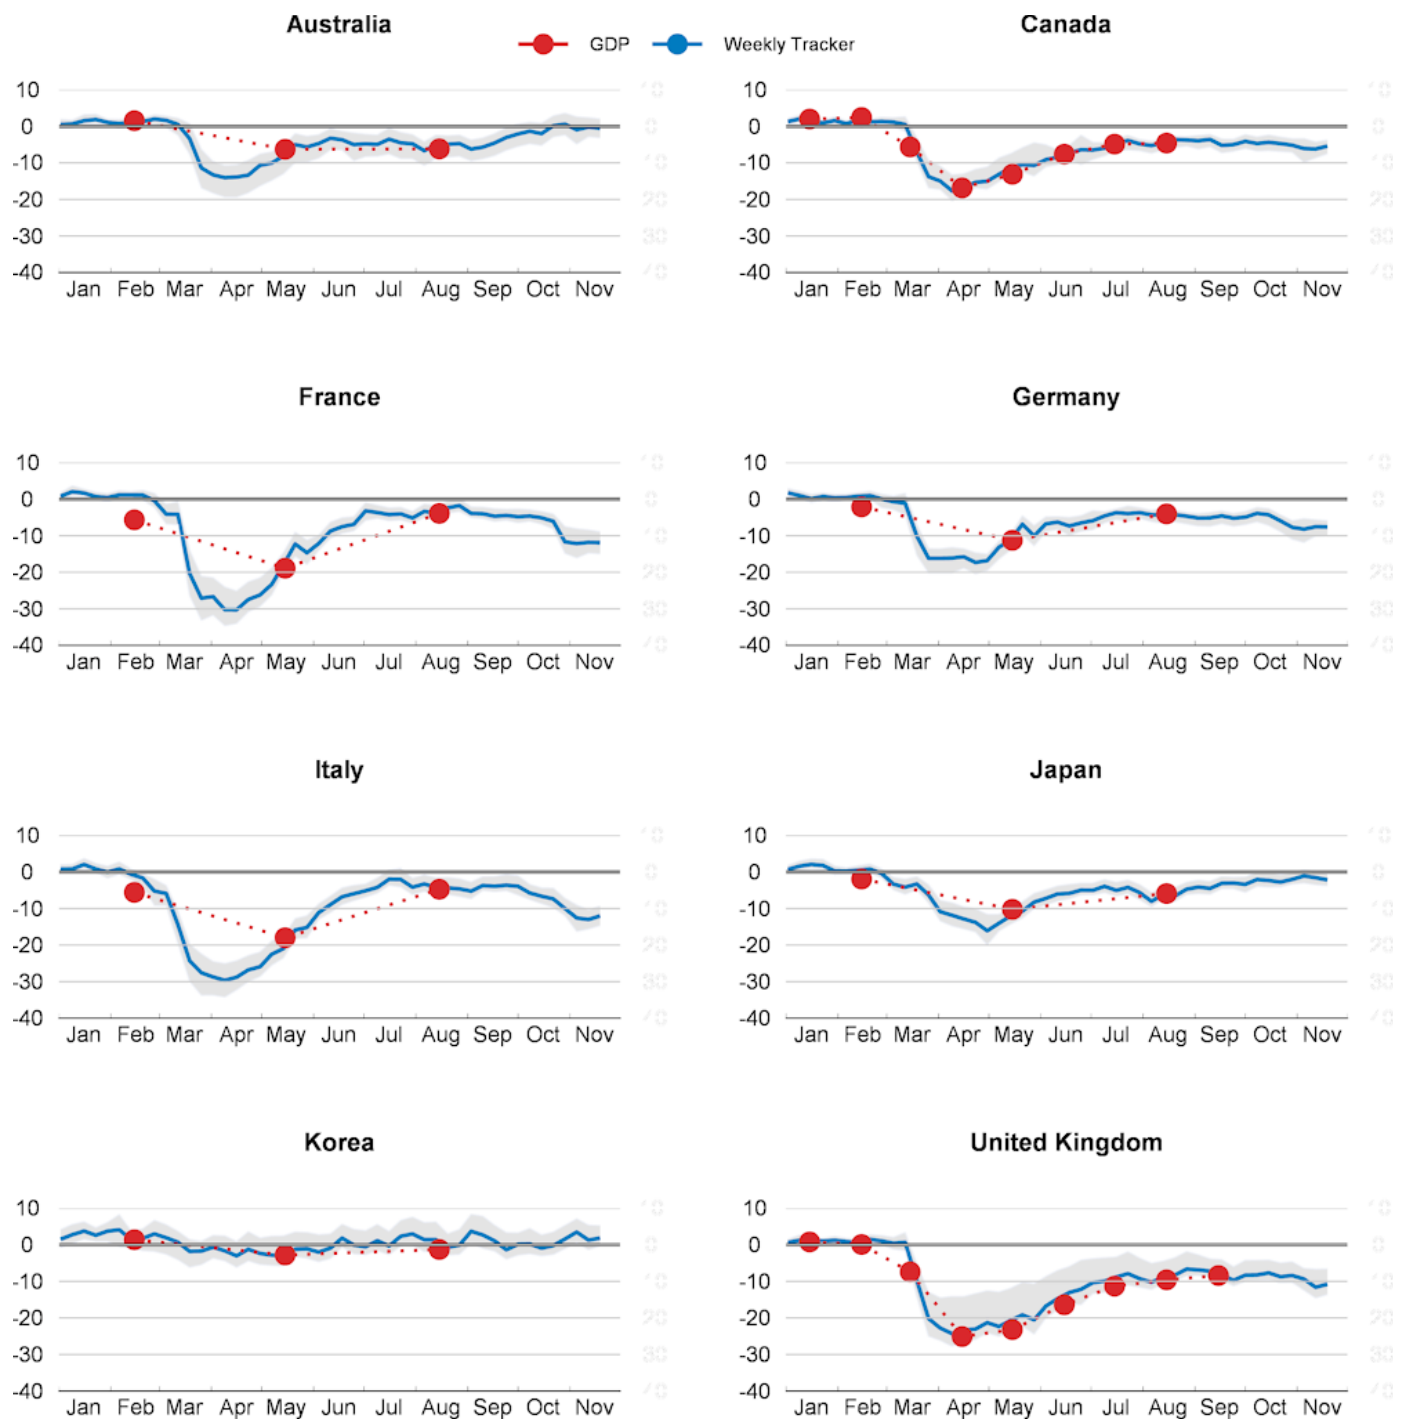 Australia
Canada
GDP Weekly Tracker
10 10
0 0
-10 -10
-20 -20
-30 -30
-40 -40
Jan Feb Mar Apr May Jun Jul Aug Sep Oct Nov
Jan Feb Mar Apr May Jun Jul Aug Sep Oct Nov
France
Germany
10 10
0 0
-10 -10
-20 -20
-30 -30
-40 -40
Jan Feb Mar Apr May Jun Jul Aug Sep Oct Nov
Jan Feb Mar Apr May Jun Jul Aug Sep Oct Nov
Italy
Japan
10 10
0 0
-10 -10
-20 -20
-30 -30
-40 -40
Jan Feb Mar Apr May Jun Jul Aug Sep Oct Nov
Jan Feb Mar Apr May Jun Jul Aug Sep Oct Nov
Korea
United Kingdom
10 10
0 0
-10 -10
-20 -20
-30 -30
-40 -40
Jan Feb Mar Apr May Jun Jul Aug Sep Oct Nov
Jan Feb Mar Apr May Jun Jul Aug Sep Oct Nov